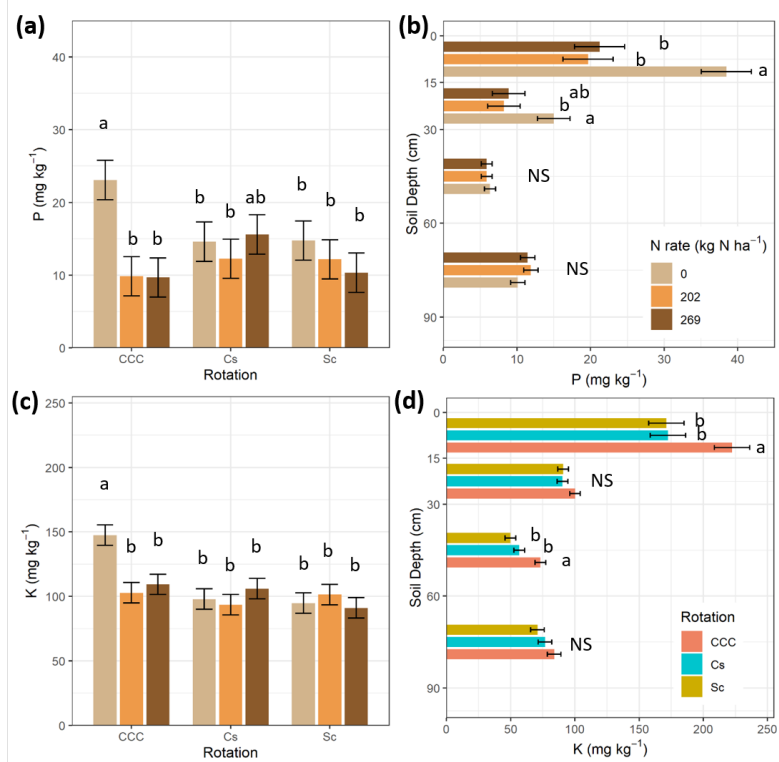 (a)
45
40
30
20
10
0
P (mg kg⁻¹)
a
b
b
b
b
ab
b
b
b
CCC
Cs
Sc
Rotation
(b)
0
15
30
60
90
Soil Depth (cm)
b
b
a
ab
b
a
NS
NS
N rate (kg N ha⁻¹)
0
202
269
0
10
20
30
40
P (mg kg⁻¹)
(c)
250
200
150
100
50
0
K (mg kg⁻¹)
a
b
b
b
b
b
b
b
b
CCC
Cs
Sc
Rotation
(d)
0
15
30
60
90
Soil Depth (cm)
b
b
a
NS
b
b
a
NS
Rotation
CCC
Cs
Sc
0
50
100
150
200
250
K (mg kg⁻¹)